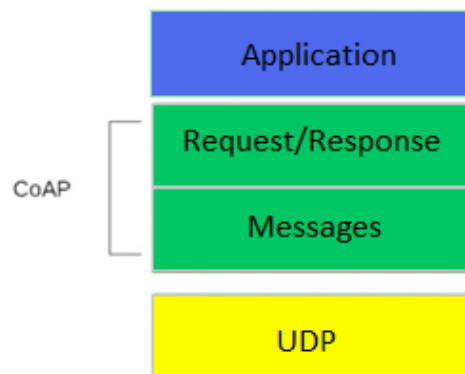 Application
Request/Response
CoAP
Messages
UDP